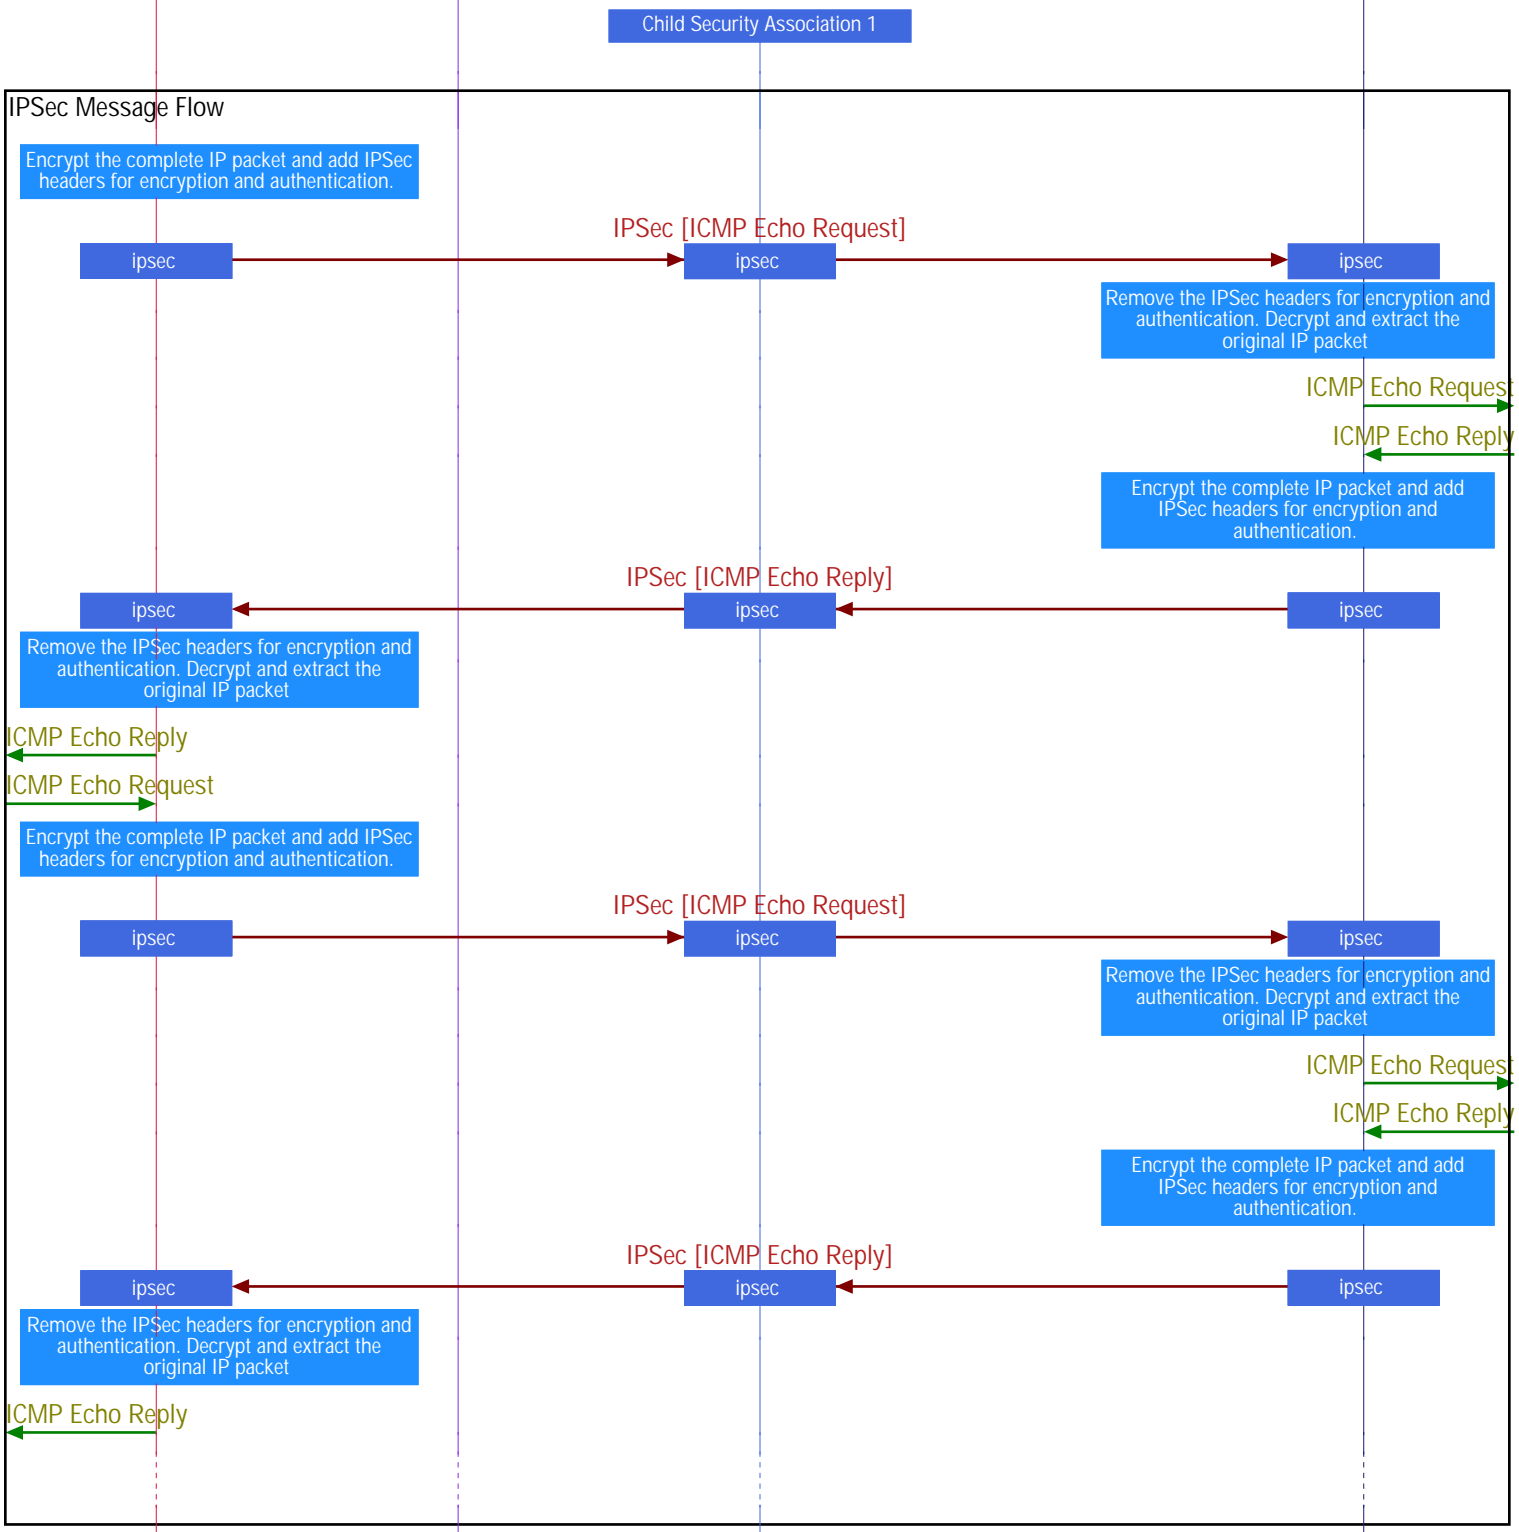 Child Security Association 1
IPSec Message Flow
Encrypt the complete IP packet and add IPSec
headers for encryption and authentication.
IPSec [ICMP Echo Request]
ipsec
ipsec
ipsec
Remove the IPSec headers for encryption and
authentication. Decrypt and extract the
original IP packet
ICMP Echo Request
ICMP Echo Reply
Encrypt the complete IP packet and add
IPSec headers for encryption and
authentication.
IPSec [ICMP Echo Reply]
ipsec
ipsec
ipsec
Remove the IPSec headers for encryption and
authentication. Decrypt and extract the
original IP packet
ICMP Echo Reply
ICMP Echo Request
Encrypt the complete IP packet and add IPSec
headers for encryption and authentication.
IPSec [ICMP Echo Request]
ipsec
ipsec
ipsec
Remove the IPSec headers for encryption and
authentication. Decrypt and extract the
original IP packet
ICMP Echo Request
ICMP Echo Reply
Encrypt the complete IP packet and add
IPSec headers for encryption and
authentication.
IPSec [ICMP Echo Reply]
ipsec
ipsec
ipsec
Remove the IPSec headers for encryption and
authentication. Decrypt and extract the
original IP packet
ICMP Echo Reply